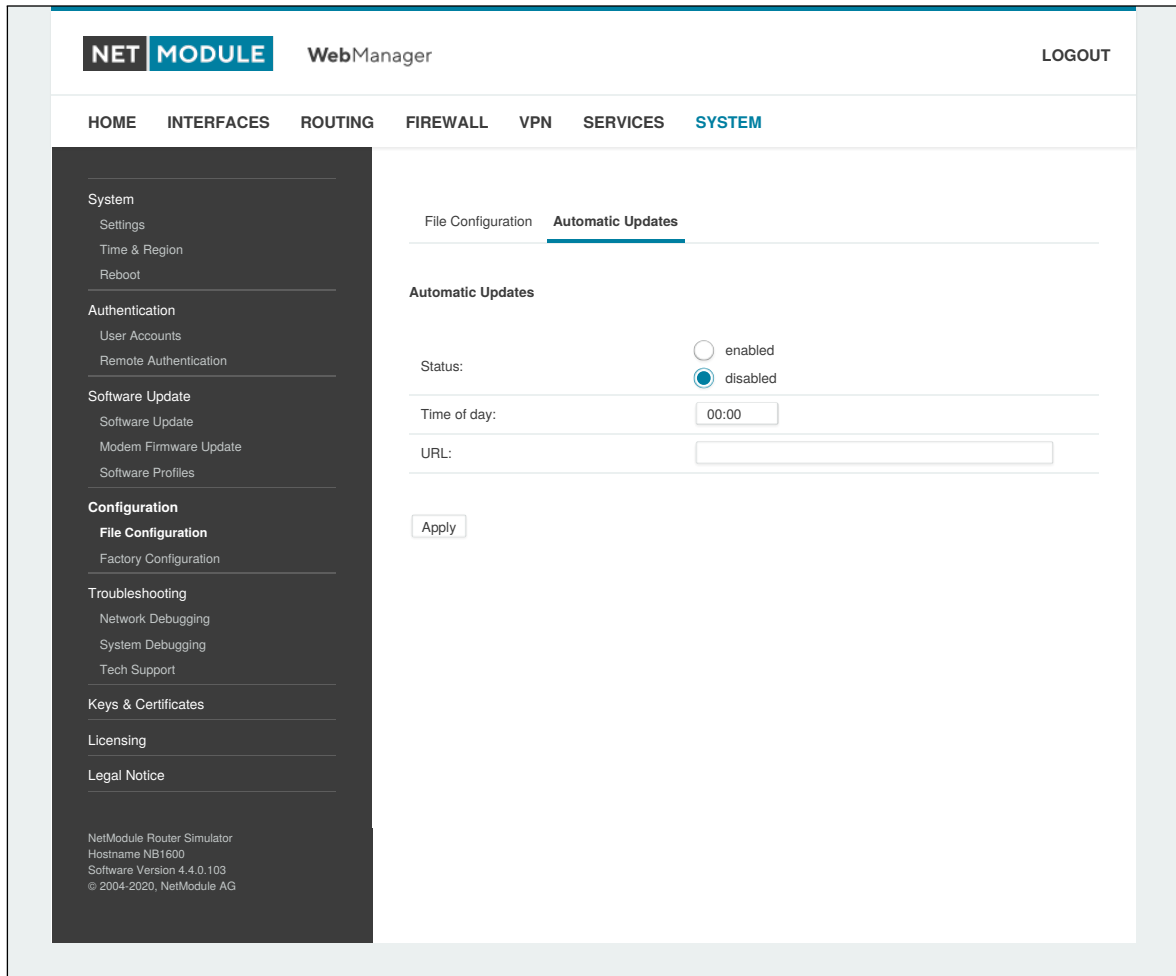 NET MODULE WebManager LOGOUT
HOME INTERFACES ROUTING FIREWALL VPN SERVICES SYSTEM
System
Settings
Time & Region
Reboot
Authentication
User Accounts
Remote Authentication
Software Update
Software Update
Modem Firmware Update
Software Profiles
Configuration
File Configuration
Factory Configuration
Troubleshooting
Network Debugging
System Debugging
Tech Support
Keys & Certificates
Licensing
Legal Notice
NetModule Router Simulator
Hostname NB1600
Software Version 4.4.0.103
© 2004-2020, NetModule AG
File Configuration Automatic Updates
Automatic Updates
Status:
enabled
disabled
Time of day: 00:00
URL:
Apply